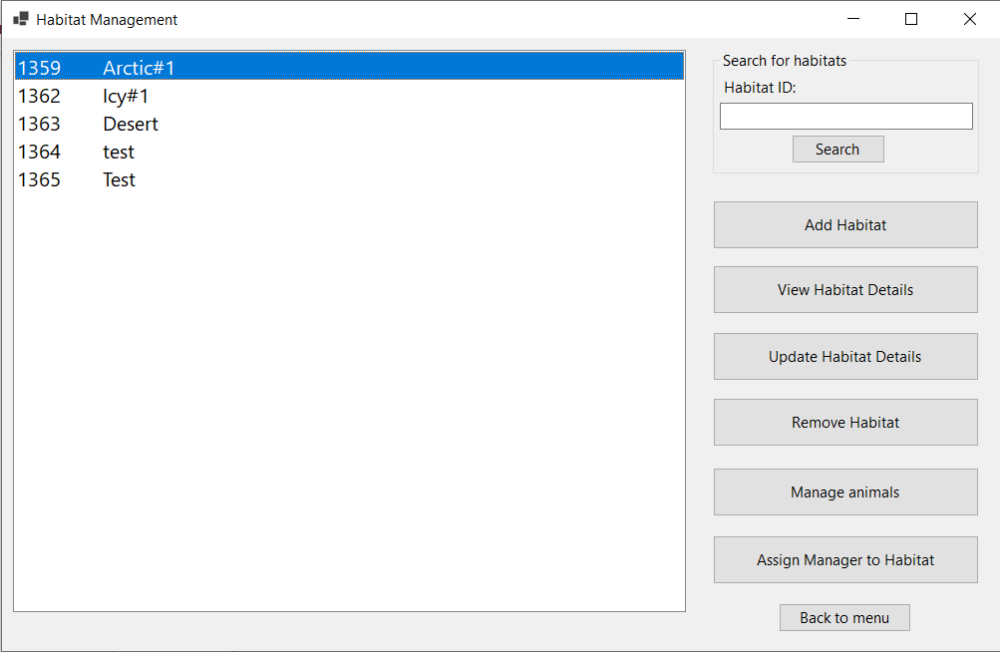 Habitat Management
1359 Arctic#1
1362 Icy#1
1363 Desert
1364 test
1365 Test
Search for habitats
Habitat ID:
Search
Add Habitat
View Habitat Details
Update Habitat Details
Remove Habitat
Manage animals
Assign Manager to Habitat
Back to menu